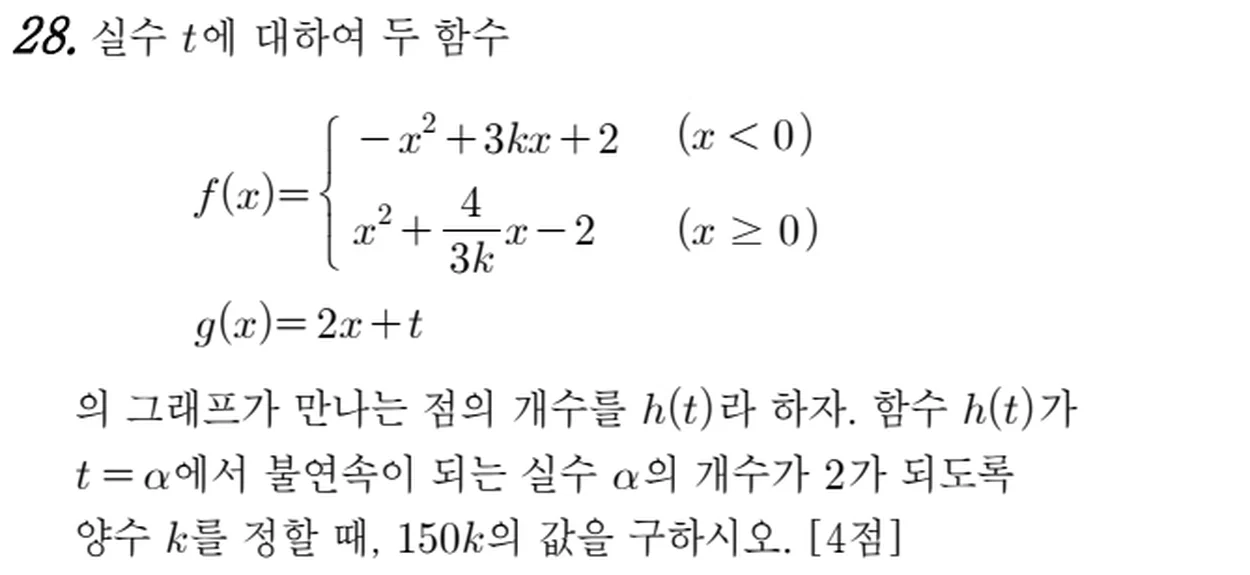 28. 실수 t에 대하여 두 함수
f(x)= { -x²+3kx+2 (x < 0)
x²+\frac{4}{3k}x-2 (x ≥ 0)
g(x)=2x+t
의 그래프가 만나는 점의 개수를 h(t)라 하자. 함수 h(t)가
t=α에서 불연속이 되는 실수 α의 개수가 2가 되도록
양수 k를 정할 때, 150k의 값을 구하시오. [4점]